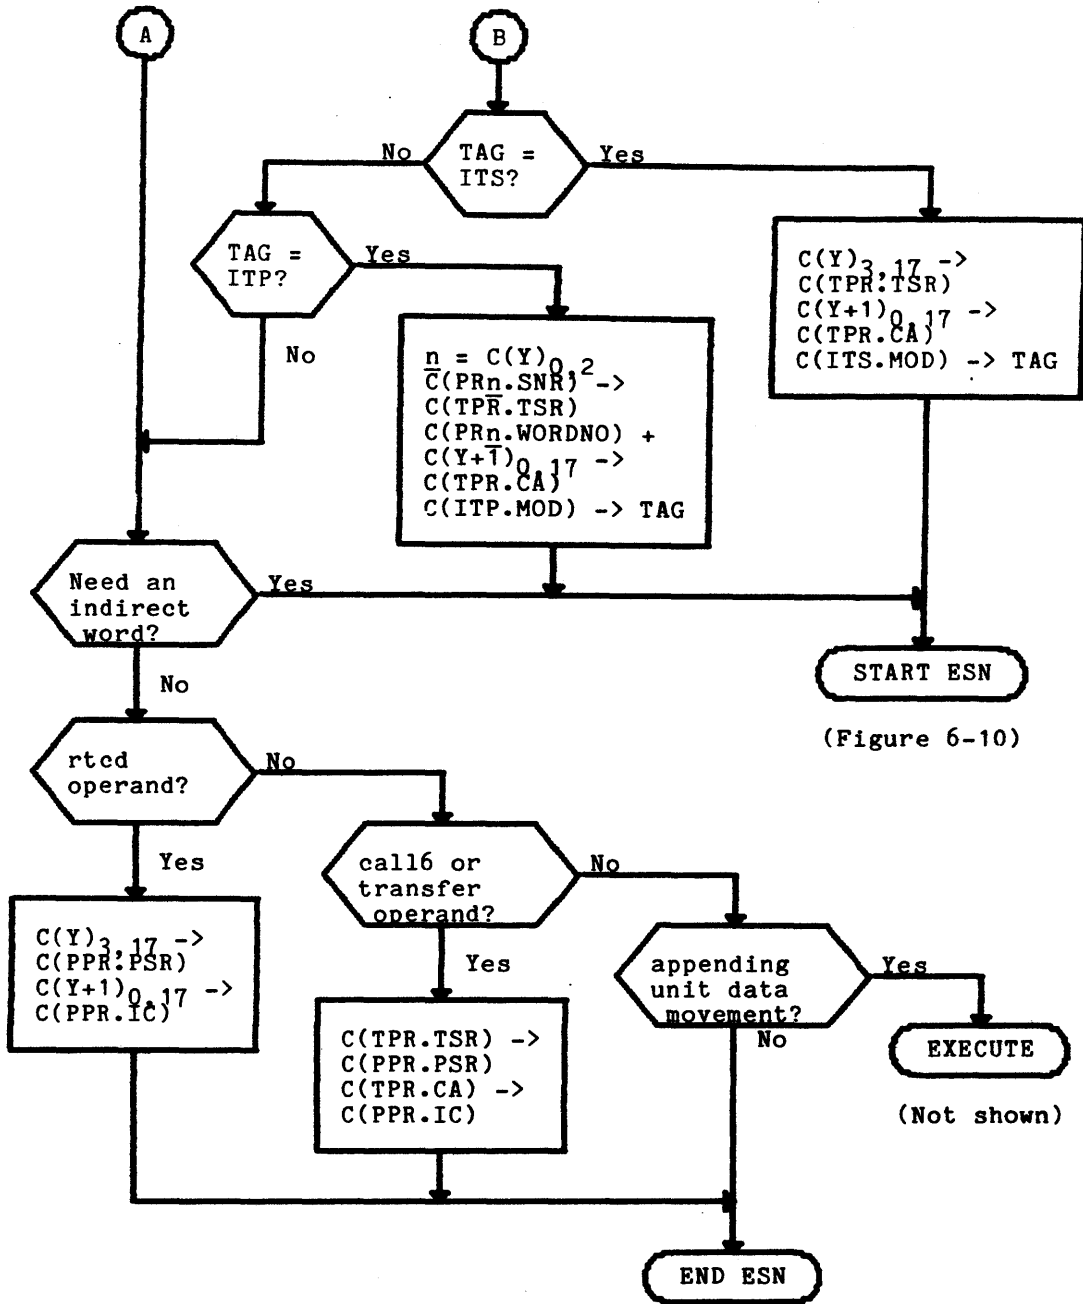 A
B
TAG =
ITS?
No
Yes
TAG =
ITP?
Yes
No
C(Y)3,17 ->
C(TPR.TSR)
C(Y+1)0,17 ->
C(TPR.CA)
C(ITS.MOD) -> TAG
n = C(Y)0,2
C(PRn.SNR) ->
C(TPR.TSR)
C(PRn.WORDNO) +
C(Y+1)0,17 ->
C(TPR.CA)
C(ITP.MOD) -> TAG
Need an
indirect
word?
Yes
No
START ESN
(Figure 6-10)
rtcd
operand?
No
Yes
call6 or
transfer
operand?
No
Yes
C(Y)3,17 ->
C(PPR.PSR)
C(Y+1)0,17 ->
C(PPR.IC)
appending
unit data
movement?
Yes
No
C(TPR.TSR) ->
C(PPR.PSR)
C(TPR.CA) ->
C(PPR.IC)
EXECUTE
(Not shown)
END ESN